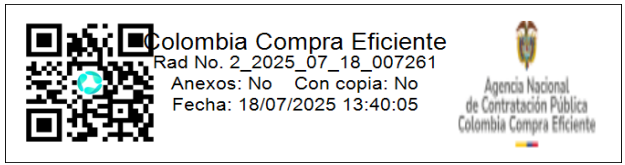 Colombia Compra Eficiente
Rad No. 2_2025_07_18_007261
Anexos: No Con copia: No
Fecha: 18/07/2025 13:40:05
Agencia Nacional
de Contratación Pública
Colombia Compra Eficiente